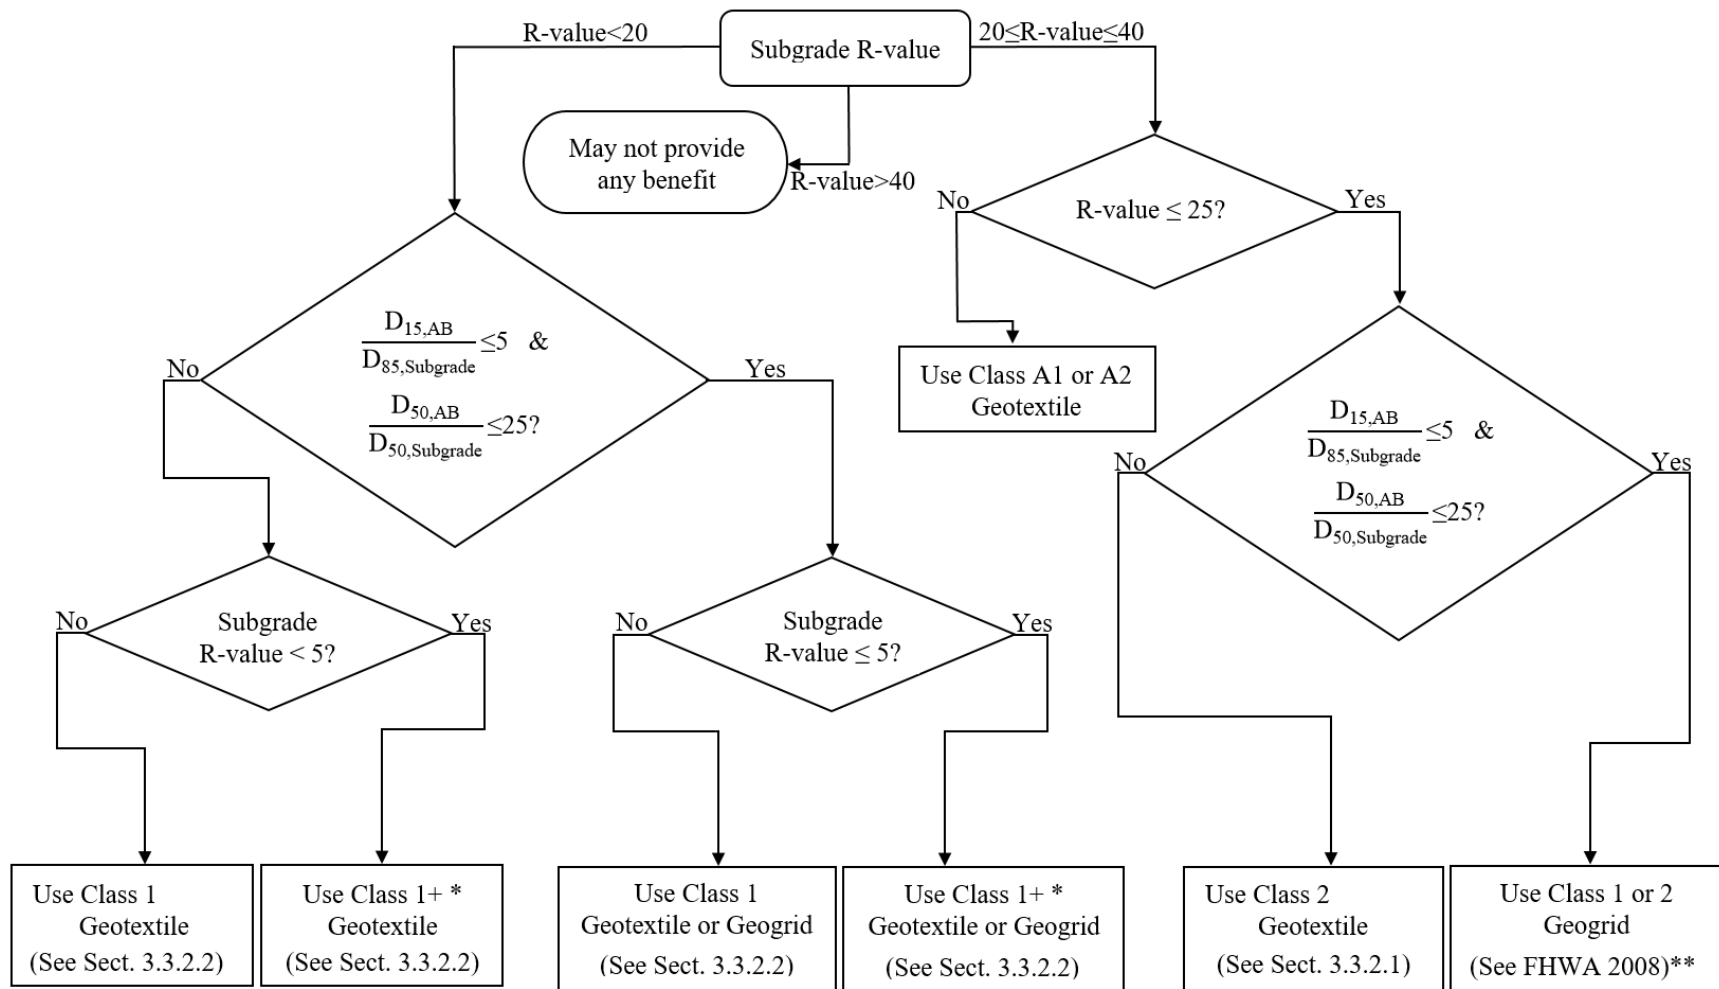 R-value<20
Subgrade R-value
20≤R-value≤40
May not provide
any benefit
R-value>40
No
R-value ≤ 25?
Yes
D15,AB
D85,Subgrade
≤5 &
D50,AB
D50,Subgrade
≤25?
No
Yes
Use Class A1 or A2
Geotextile
D15,AB
D85,Subgrade
≤5 &
D50,AB
D50,Subgrade
≤25?
No
Yes
No
Subgrade
R-value < 5?
Yes
No
Subgrade
R-value ≤ 5?
Yes
Use Class 1
Geotextile
(See Sect. 3.3.2.2)
Use Class 1+ *
Geotextile
(See Sect. 3.3.2.2)
Use Class 1
Geotextile or Geogrid
(See Sect. 3.3.2.2)
Use Class 1+ *
Geotextile or Geogrid
(See Sect. 3.3.2.2)
Use Class 2
Geotextile
(See Sect. 3.3.2.1)
Use Class 1 or 2
Geogrid
(See FHWA 2008)**